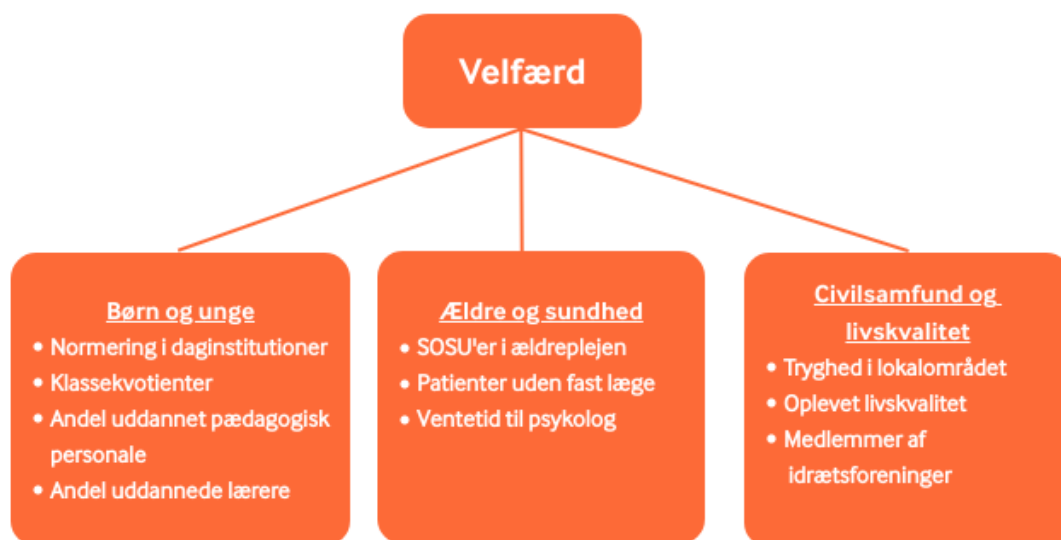 Velfærd
Børn og unge
• Normering i daginstitutioner
• Klassekvotienter
• Andel uddannet pædagogisk
personale
• Andel uddannede lærere
Ældre og sundhed
• SOSU'er i ældreplejen
• Patienter uden fast læge
• Ventetid til psykolog
Civilsamfund og
livskvalitet
• Tryghed i lokalområdet
• Oplevet livskvalitet
• Medlemmer af
idrætsforeninger